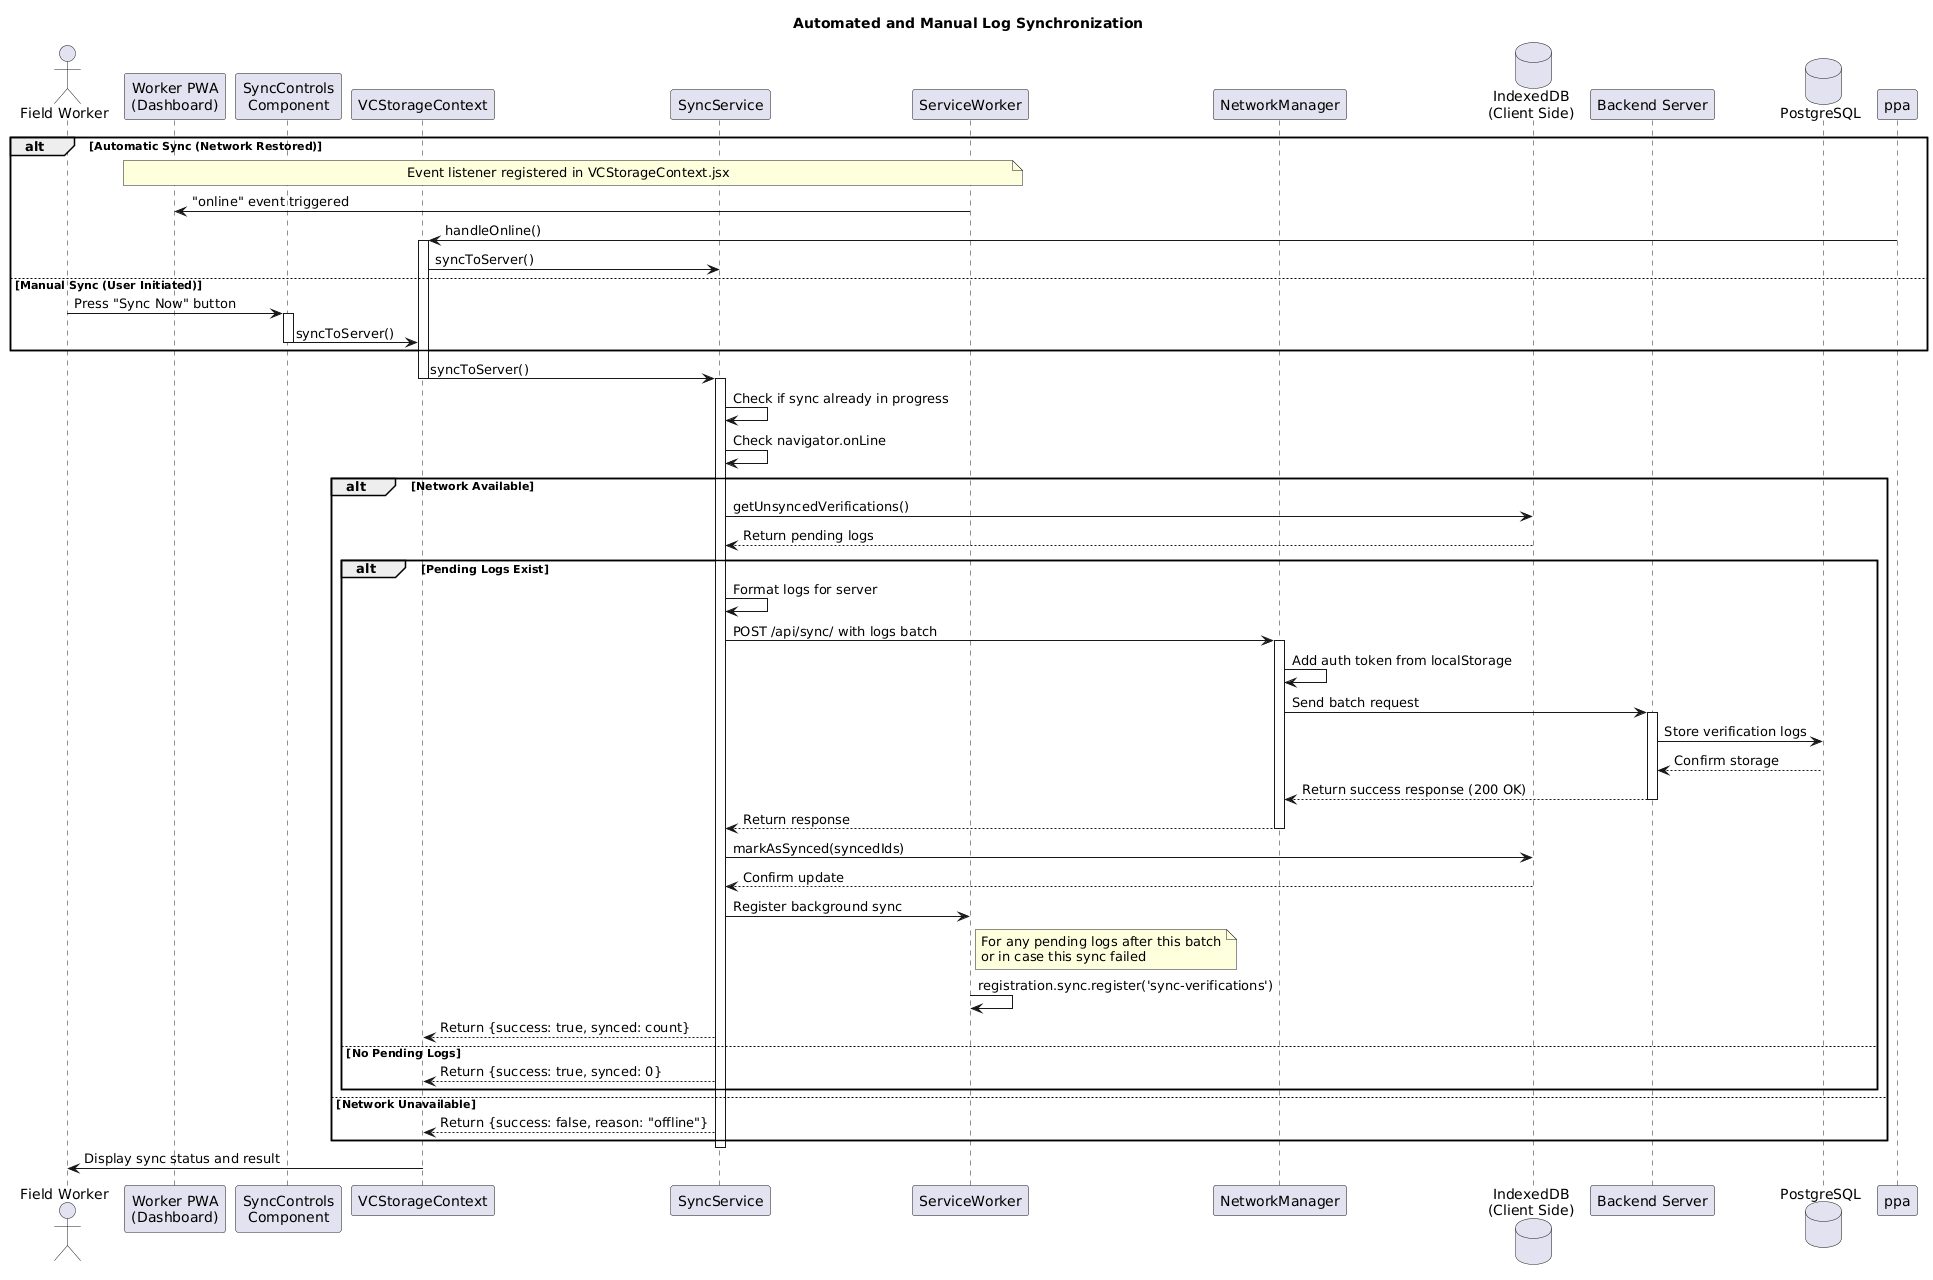 Automated and Manual Log Synchronization
Field Worker
Worker PWA
(Dashboard)
SyncControls
Component
VCStorageContext
SyncService
ServiceWorker
NetworkManager
IndexedDB
(Client Side)
Backend Server
PostgreSQL
ppa
alt
[Automatic Sync (Network Restored)]
Event listener registered in VCStorageContext.jsx
"online" event triggered
handleOnline()
syncToServer()
[Manual Sync (User Initiated)]
Press "Sync Now" button
syncToServer()
syncToServer()
Check if sync already in progress
Check navigator.onLine
alt
[Network Available]
getUnsyncedVerifications()
Return pending logs
alt
[Pending Logs Exist]
Format logs for server
POST /api/sync/ with logs batch
Add auth token from localStorage
Send batch request
Store verification logs
Confirm storage
Return success response (200 OK)
Return response
markAsSynced(syncedIds)
Confirm update
Register background sync
For any pending logs after this batch
or in case this sync failed
registration.sync.register('sync-verifications')
Return {success: true, synced: count}
[No Pending Logs]
Return {success: true, synced: 0}
[Network Unavailable]
Return {success: false, reason: "offline"}
Display sync status and result
Field Worker
Worker PWA
(Dashboard)
SyncControls
Component
VCStorageContext
SyncService
ServiceWorker
NetworkManager
IndexedDB
(Client Side)
Backend Server
PostgreSQL
ppa